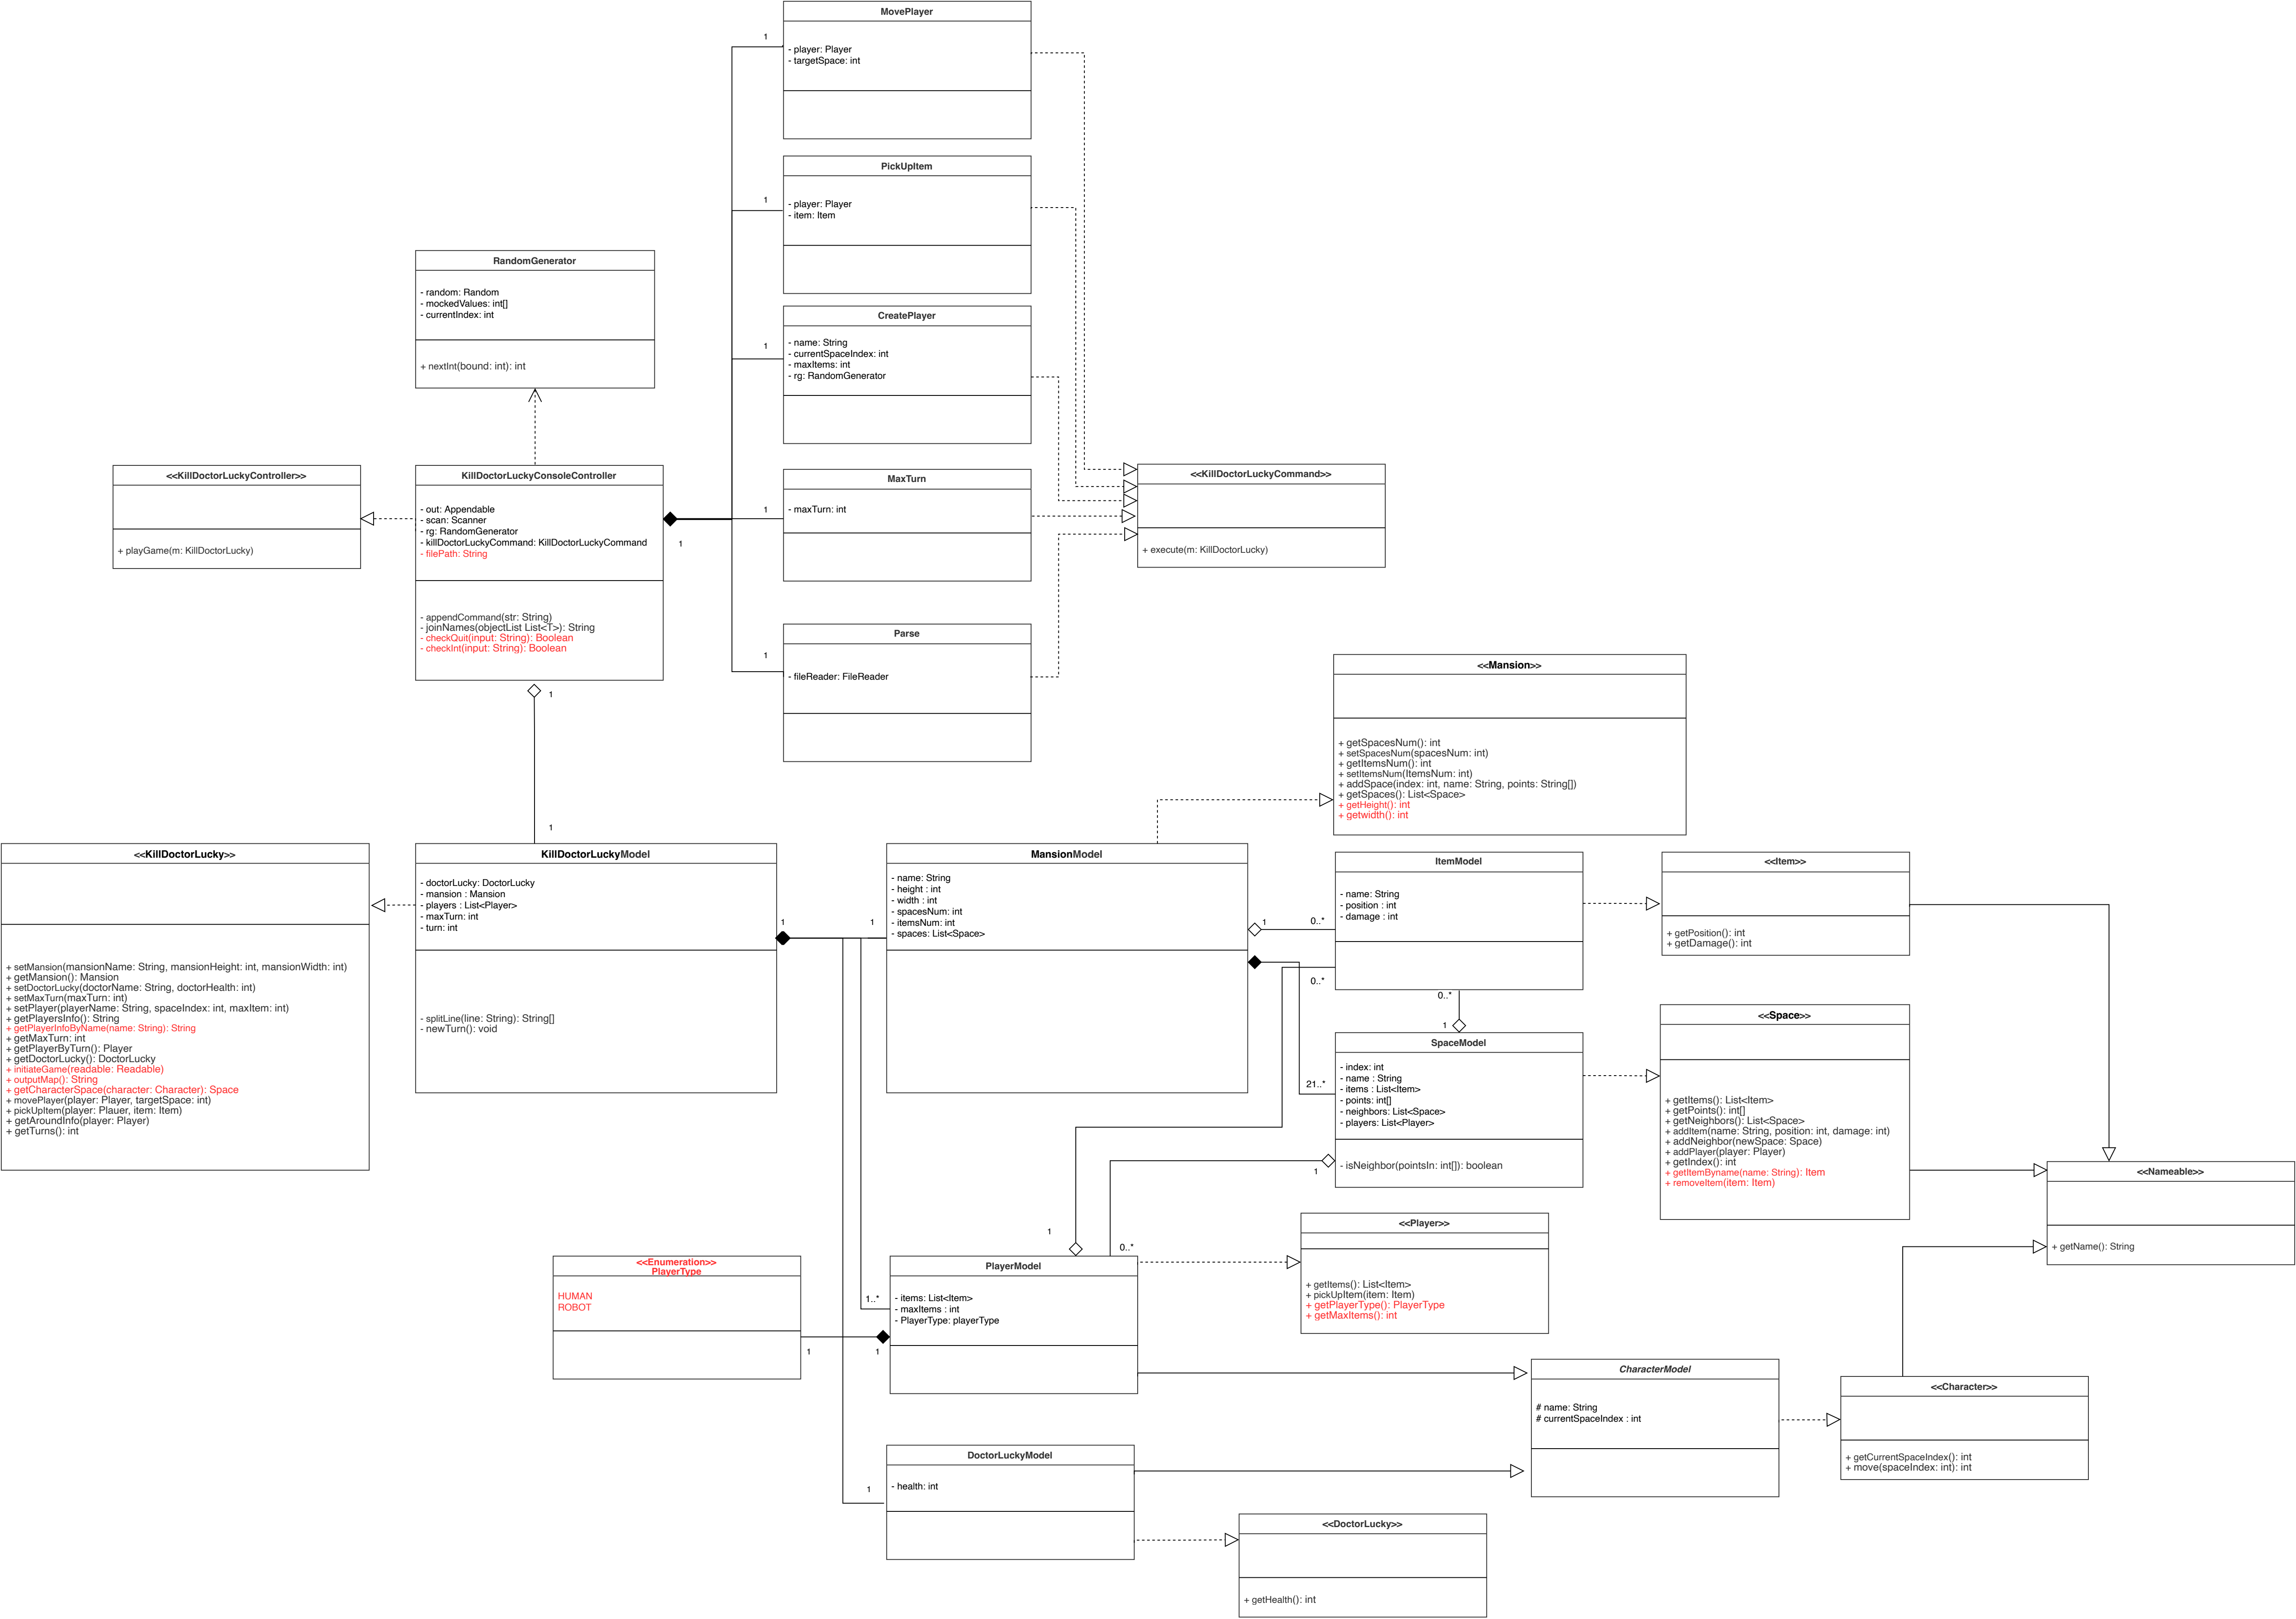 MovePlayer
- player: Player
- targetSpace: int
1
PickUpItem
- player: Player
- item: Item
1
RandomGenerator
- random: Random
- mockedValues: int[]
- currentIndex: int
+ nextInt(bound: int): int
CreatePlayer
- name: String
- currentSpaceIndex: int
- maxItems: int
- rg: RandomGenerator
1
<<KillDoctorLuckyController>>
+ playGame(m: KillDoctorLucky)
KillDoctorLuckyConsoleController
- out: Appendable
- scan: Scanner
- rg: RandomGenerator
- killDoctorLuckyCommand: KillDoctorLuckyCommand
- filePath: String
- appendCommand(str: String)
- joinNames(objectList List<T>): String
- checkQuit(input: String): Boolean
- checkInt(input: String): Boolean
1
1
MaxTurn
- maxTurn: int
1
<<KillDoctorLuckyCommand>>
+ execute(m: KillDoctorLucky)
Parse
- fileReader: FileReader
1
<<Mansion>>
+ getSpacesNum(): int
+ setSpacesNum(spacesNum: int)
+ getItemsNum(): int
+ setItemsNum(ItemsNum: int)
+ addSpace(index: int, name: String, points: String[])
+ getSpaces(): List<Space>
+ getHeight(): int
+ getwidth(): int
1
<<KillDoctorLucky>>
+ setMansion(mansionName: String, mansionHeight: int, mansionWidth: int)
+ getMansion(): Mansion
+ setDoctorLucky(doctorName: String, doctorHealth: int)
+ setMaxTurn(maxTurn: int)
+ setPlayer(playerName: String, spaceIndex: int, maxItem: int)
+ getPlayersInfo(): String
+ getPlayerInfoByName(name: String): String
+ getMaxTurn: int
+ getPlayerByTurn(): Player
+ getDoctorLucky(): DoctorLucky
+ initiateGame(readable: Readable)
+ outputMap(): String
+ getCharacterSpace(character: Character): Space
+ movePlayer(player: Player, targetSpace: int)
+ pickUpItem(player: Plauer, item: Item)
+ getAroundInfo(player: Player)
+ getTurns(): int
KillDoctorLuckyModel
- doctorLucky: DoctorLucky
- mansion : Mansion
- players : List<Player>
- maxTurn: int
- turn: int
- splitLine(line: String): String[]
- newTurn(): void
1
1
MansionModel
- name: String
- height : int
- width : int
- spacesNum: int
- itemsNum: int
- spaces: List<Space>
1
0..*
0..*
21..*
ItemModel
- name: String
- position : int
- damage : int
0..*
1
<<Item>>
+ getPosition(): int
+ getDamage(): int
SpaceModel
- index: int
- name : String
- items : List<Item>
- points: int[]
- neighbors: List<Space>
- players: List<Player>
- isNeighbor(pointsIn: int[]): boolean
1
<<Space>>
+ getItems(): List<Item>
+ getPoints(): int[]
+ getNeighbors(): List<Space>
+ addItem(name: String, position: int, damage: int)
+ addNeighbor(newSpace: Space)
+ addPlayer(player: Player)
+ getIndex(): int
+ getItemByname(name: String): Item
+ removeItem(item: Item)
<<Nameable>>
+ getName(): String
<<Enumeration>>
PlayerType
HUMAN
ROBOT
1
1
1..*
1
0..*
PlayerModel
- items: List<Item>
- maxItems : int
- PlayerType: playerType
<<Player>>
+ getItems(): List<Item>
+ pickUpItem(item: Item)
+ getPlayerType(): PlayerType
+ getMaxItems(): int
CharacterModel
# name: String
# currentSpaceIndex : int
<<Character>>
+ getCurrentSpaceIndex(): int
+ move(spaceIndex: int): int
1
DoctorLuckyModel
- health: int
<<DoctorLucky>>
+ getHealth(): int